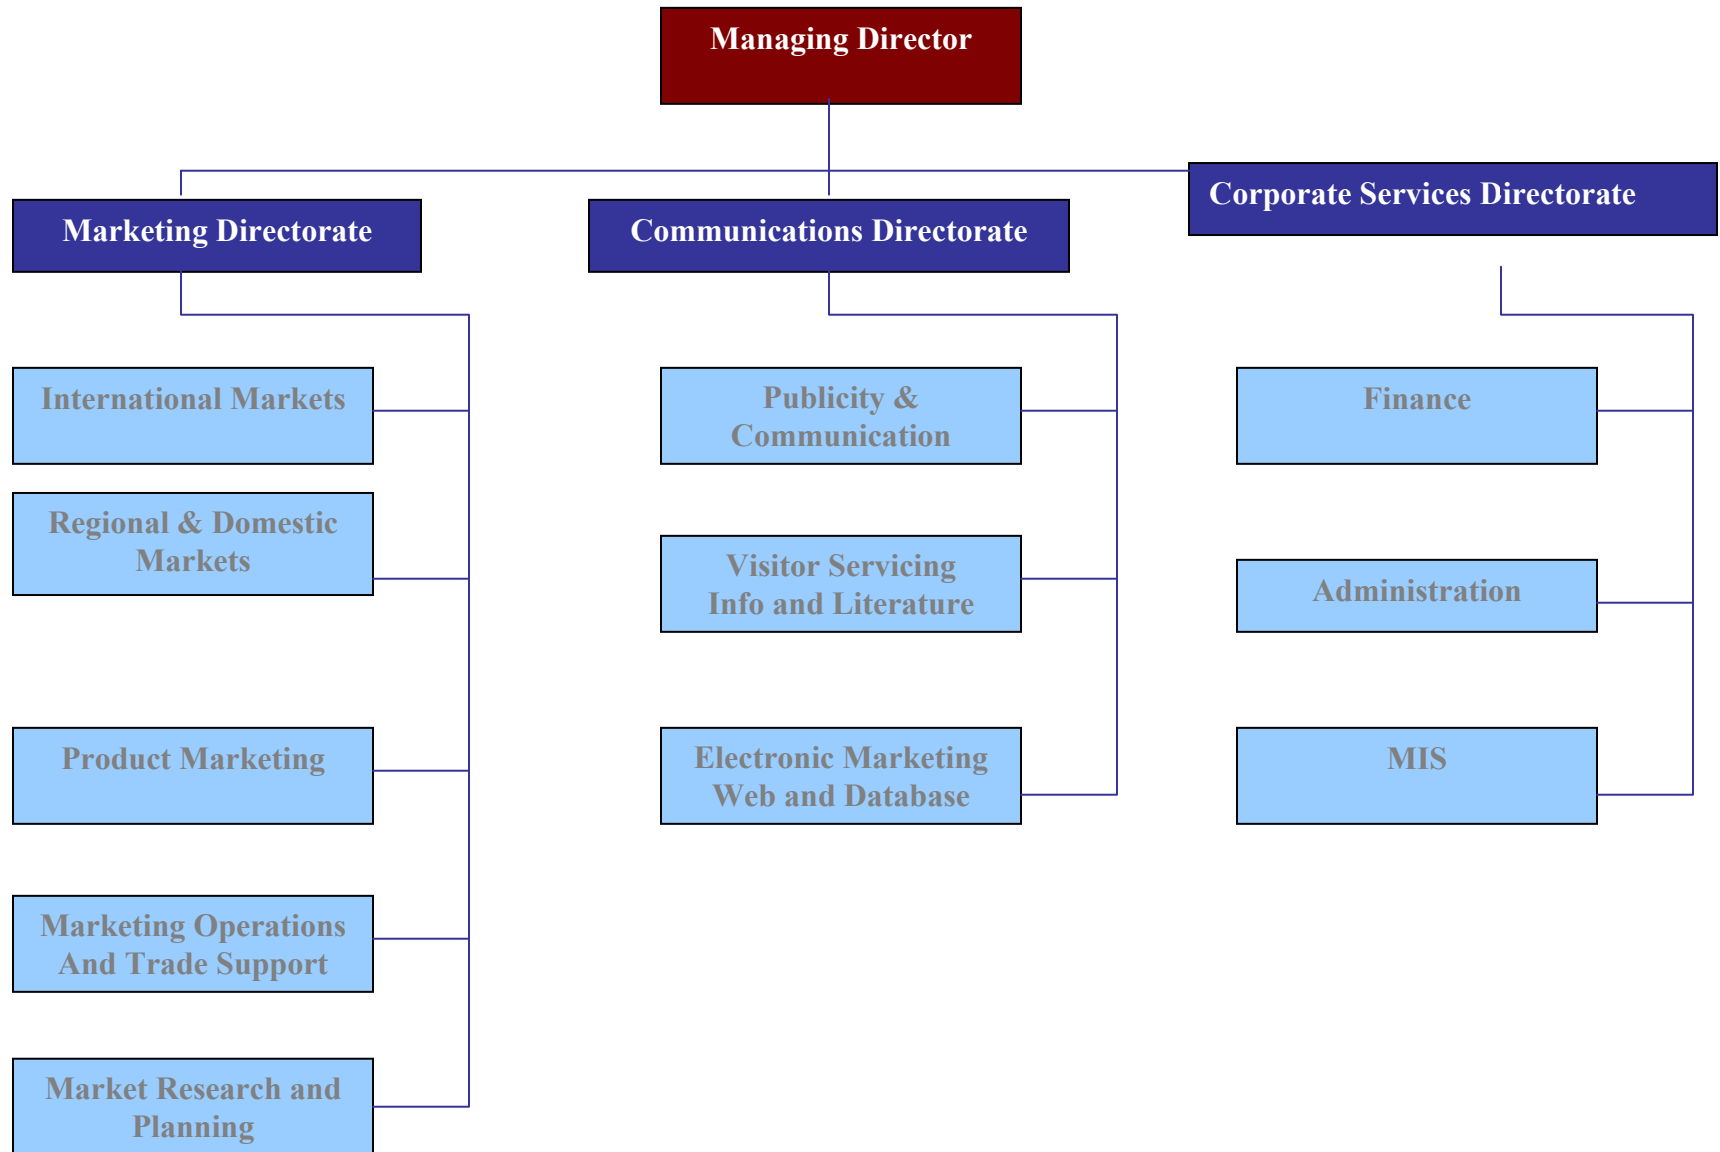 Managing Director
Marketing Directorate
Communications Directorate
Corporate Services Directorate
International Markets
Regional & Domestic
Markets
Product Marketing
Marketing Operations
And Trade Support
Market Research and
Planning
Publicity &
Communication
Visitor Servicing
Info and Literature
Electronic Marketing
Web and Database
Finance
Administration
MIS